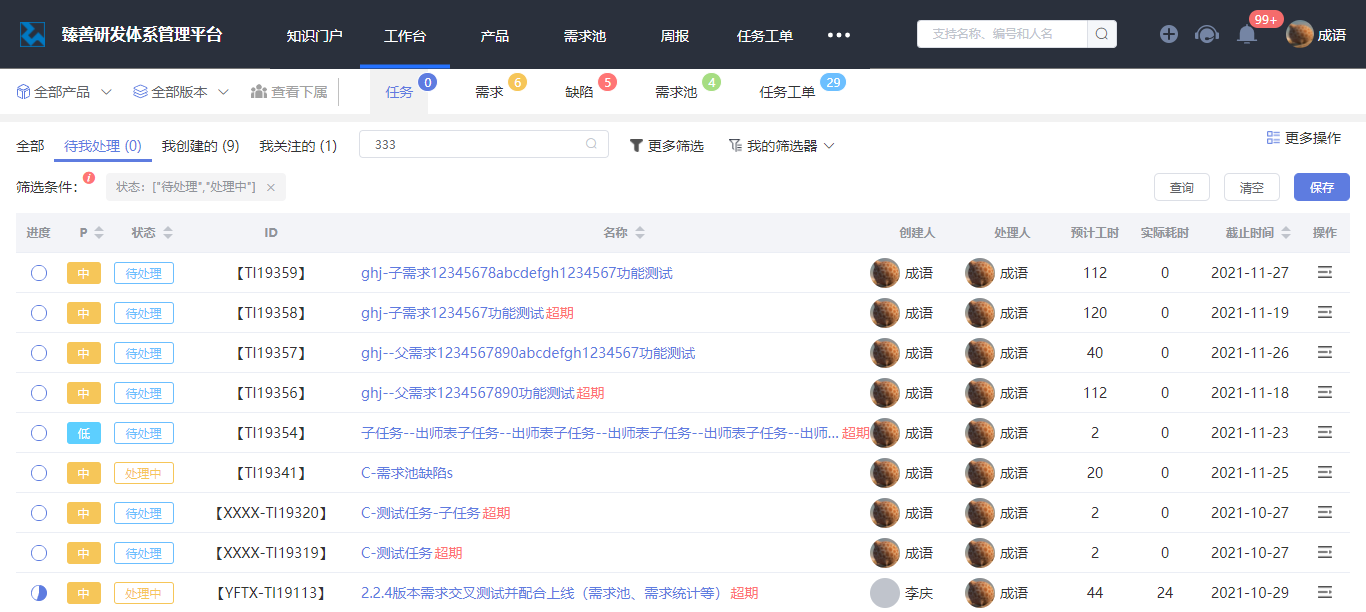 臻善研发体系管理平台 知识门户 工作台 产品 需求池 周报 任务工单 ••• 支持名称、编号和人名 99+ 成语
全部产品 全部版本 查看下属 任务 0 需求 6 缺陷 5 需求池 4 任务工单 29
全部 待我处理 (0) 我创建的 (9) 我关注的 (1) 333 更多筛选 我的筛选器 更多操作
筛选条件: i 状态: ["待处理","处理中"] × 查询 清空 保存
进度 P 状态 ID 名称 创建人 处理人 预计工时 实际耗时 截止时间 操作
中 待处理 【TI19359】 ghj-子需求12345678abcdefgh1234567功能测试 成语 成语 112 0 2021-11-27
中 待处理 【TI19358】 ghj-子需求1234567功能测试 超期 成语 成语 120 0 2021-11-19
中 待处理 【TI19357】 ghj--父需求1234567890abcdefgh1234567功能测试 成语 成语 40 0 2021-11-26
中 待处理 【TI19356】 ghj--父需求1234567890功能测试 超期 成语 成语 112 0 2021-11-18
低 待处理 【TI19354】 子任务--出师表子任务--出师表子任务--出师表子任务--出师表子任务--出师... 超期 成语 成语 2 0 2021-11-23
中 处理中 【TI19341】 C-需求池缺陷s 成语 成语 20 0 2021-11-25
中 待处理 【XXXX-TI19320】 C-测试任务-子任务 超期 成语 成语 2 0 2021-10-27
中 待处理 【XXXX-TI19319】 C-测试任务 超期 成语 成语 2 0 2021-10-27
中 处理中 【YFTX-TI19113】 2.2.4版本需求交叉测试并配合上线（需求池、需求统计等） 超期 李庆 成语 44 24 2021-10-29